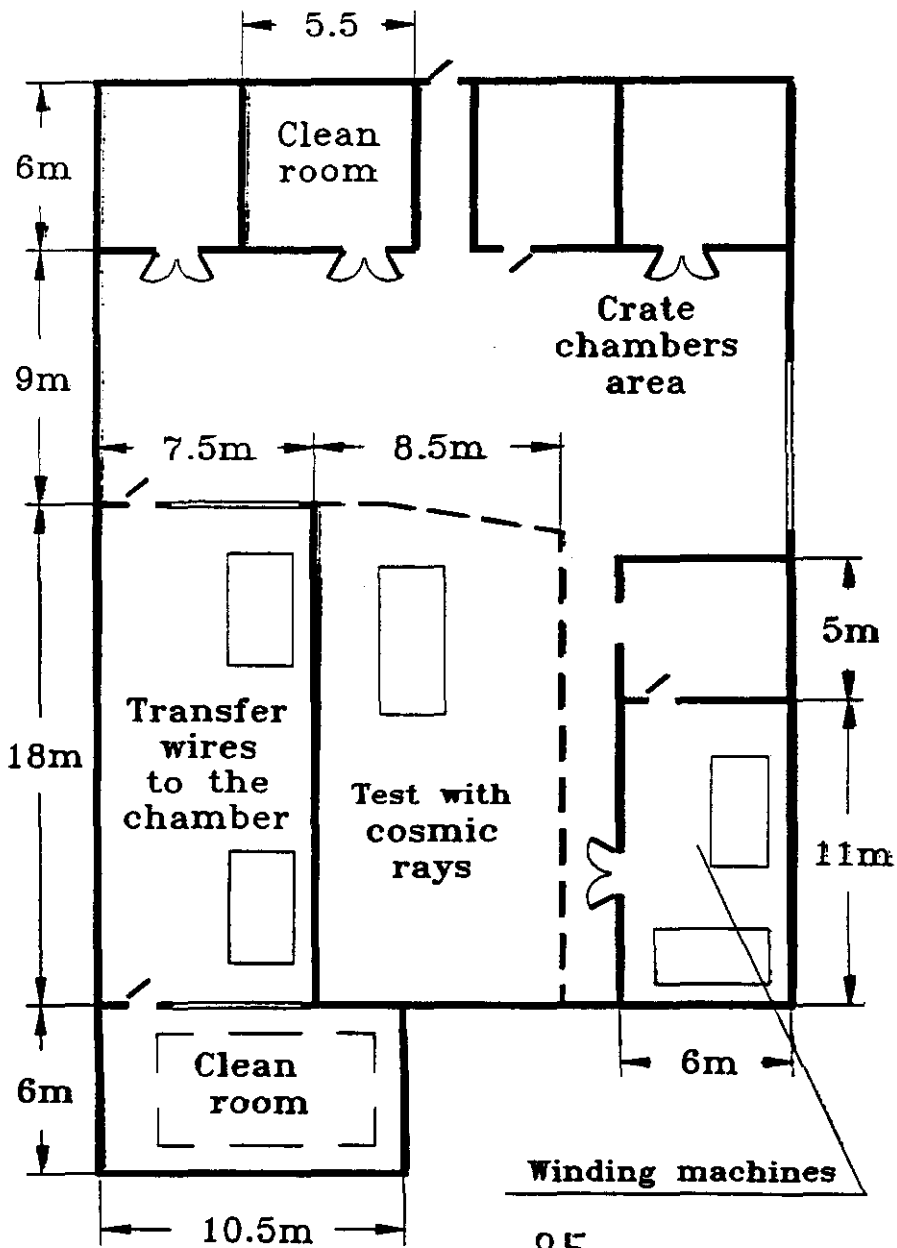 5.5
Clean
room
6m
Crate
chambers
area
9m
7.5m
8.5m
5m
Transfer
wires
to the
chamber
18m
Test with
cosmic
rays
11m
Clean
room
6m
6m
Winding machines
10.5m